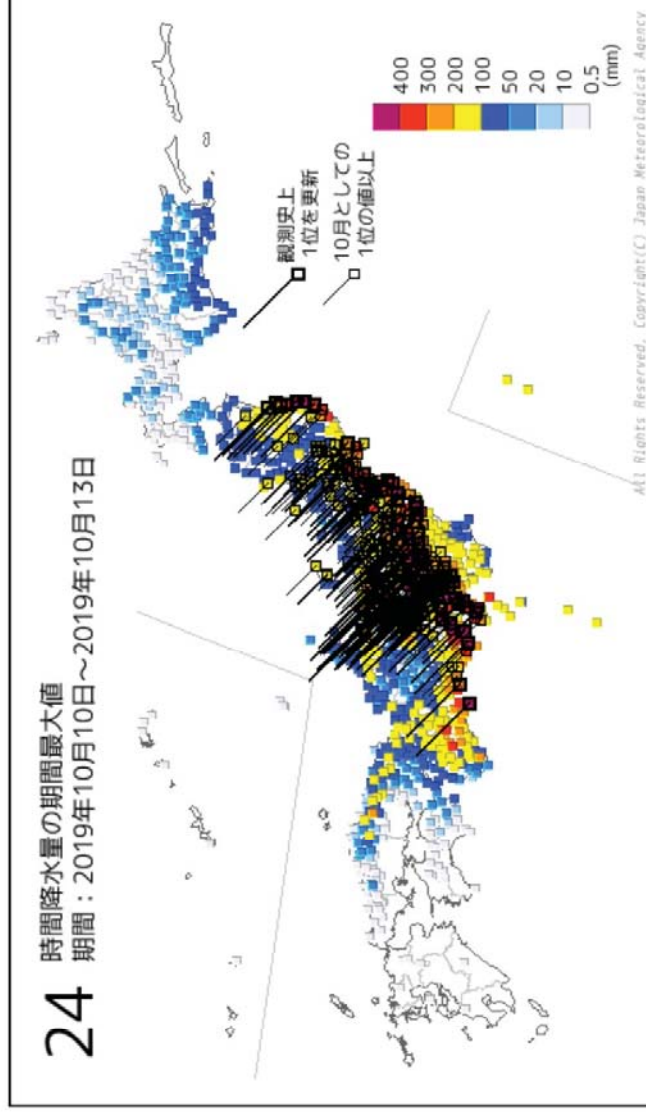 24 時間降水量の期間最大値
期間：2019年10月10日～2019年10月13日
観測史上
1位を更新
10月としての
1位の値以上
400
300
200
100
50
20
10
0.5
(mm)
All Rights Reserved. Copyright(C) Japan Meteorological Agency